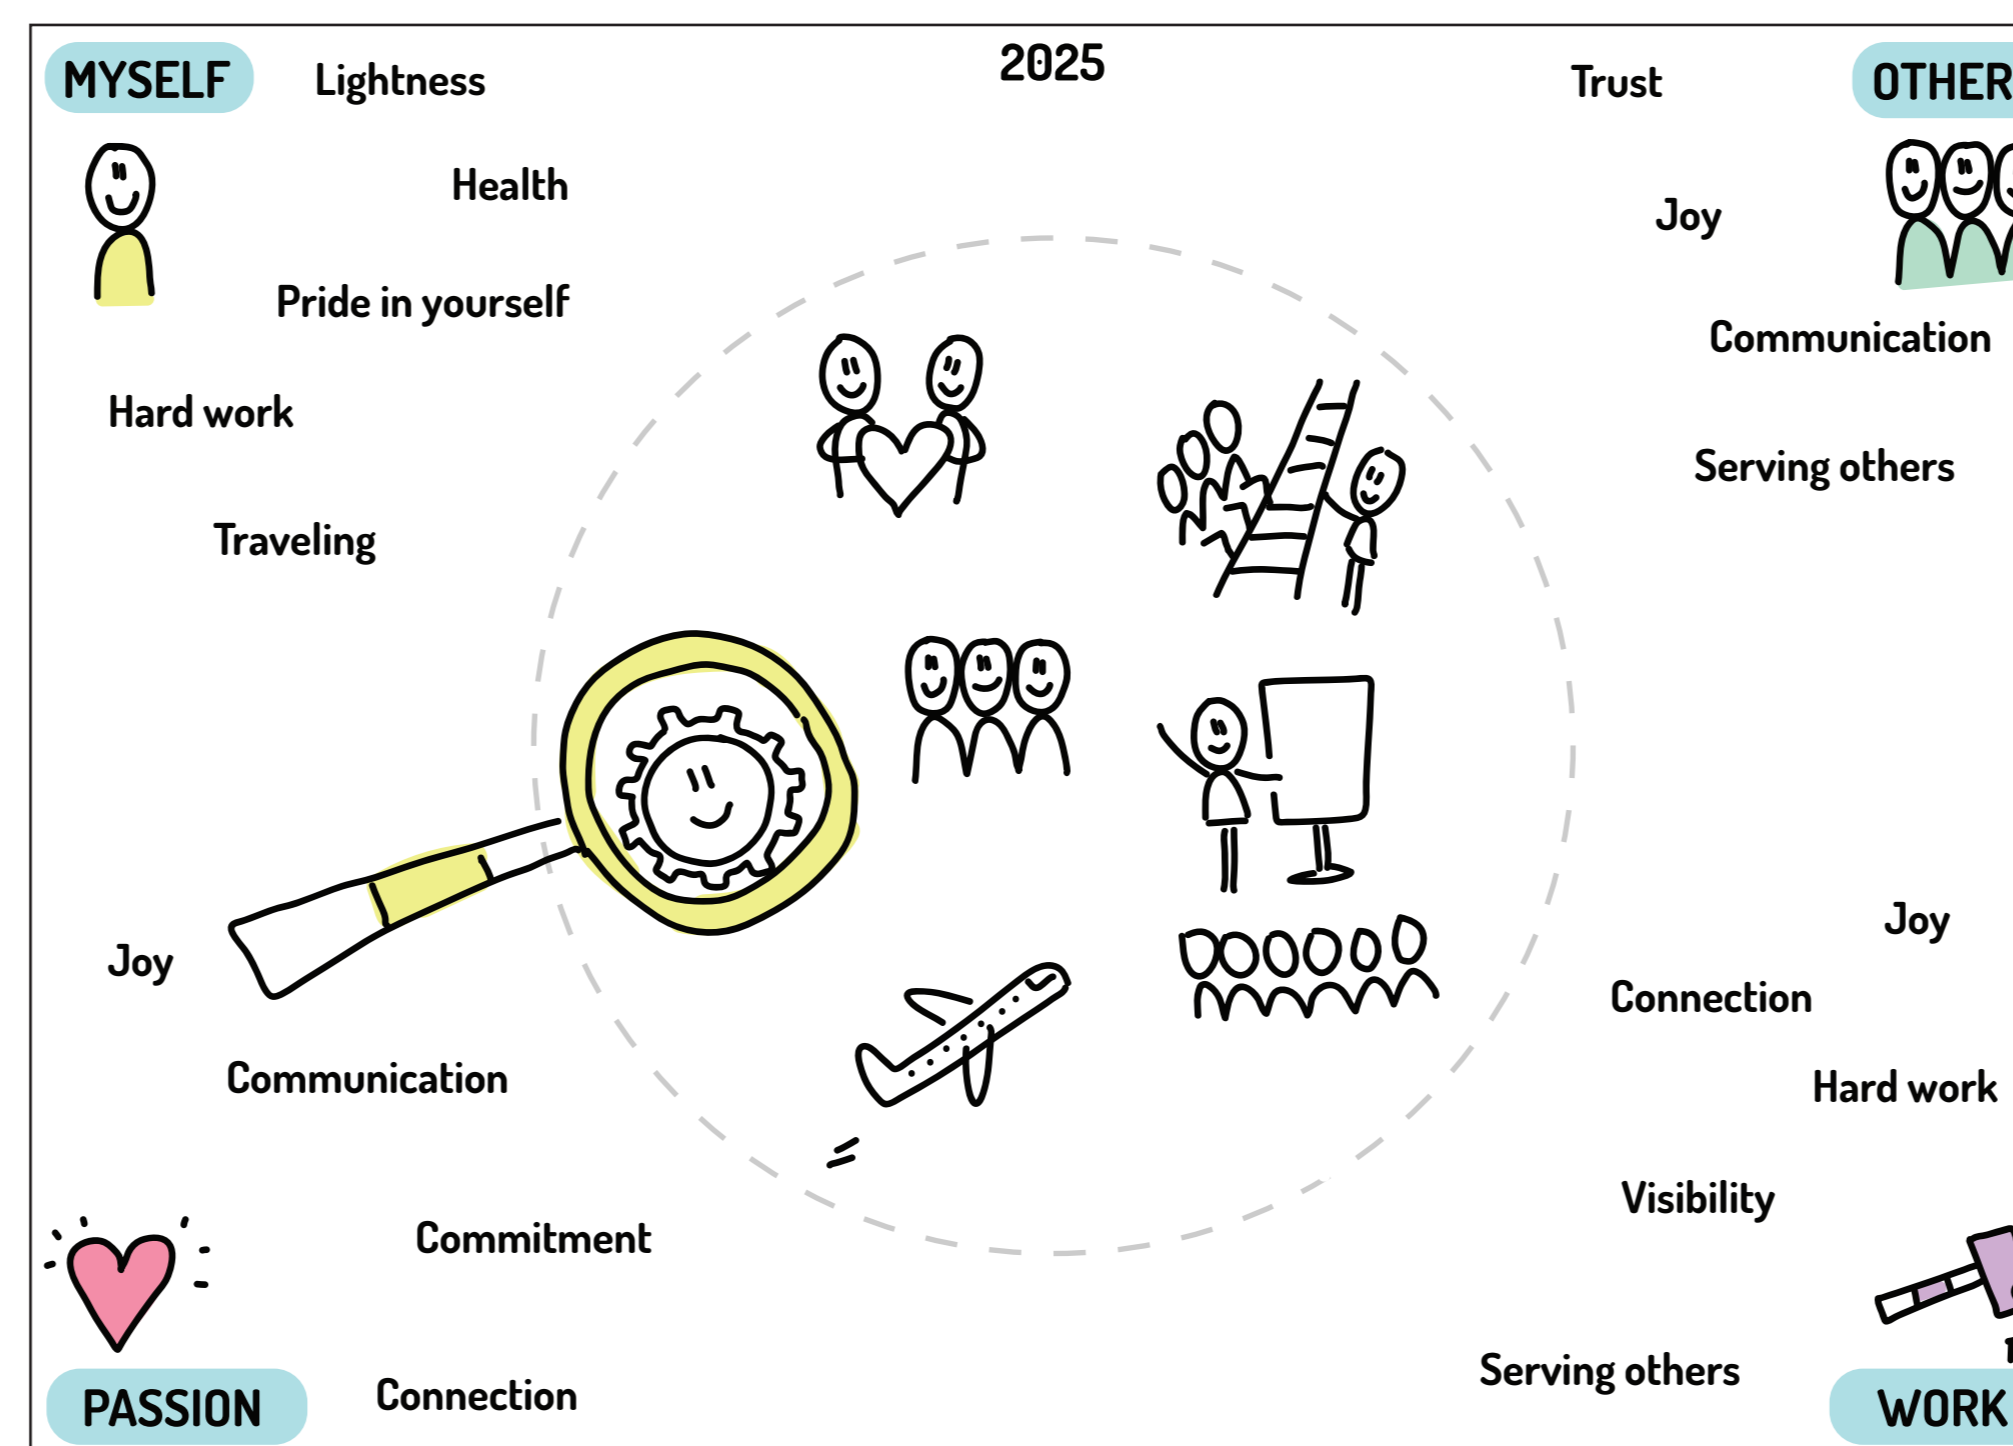 MYSELF
Lightness
2025
Trust
OTHER
Health
Joy
Pride in yourself
Communication
Hard work
Serving others
Traveling
Joy
Joy
Connection
Communication
Hard work
Visibility
Commitment
Serving others
Connection
PASSION
WORK